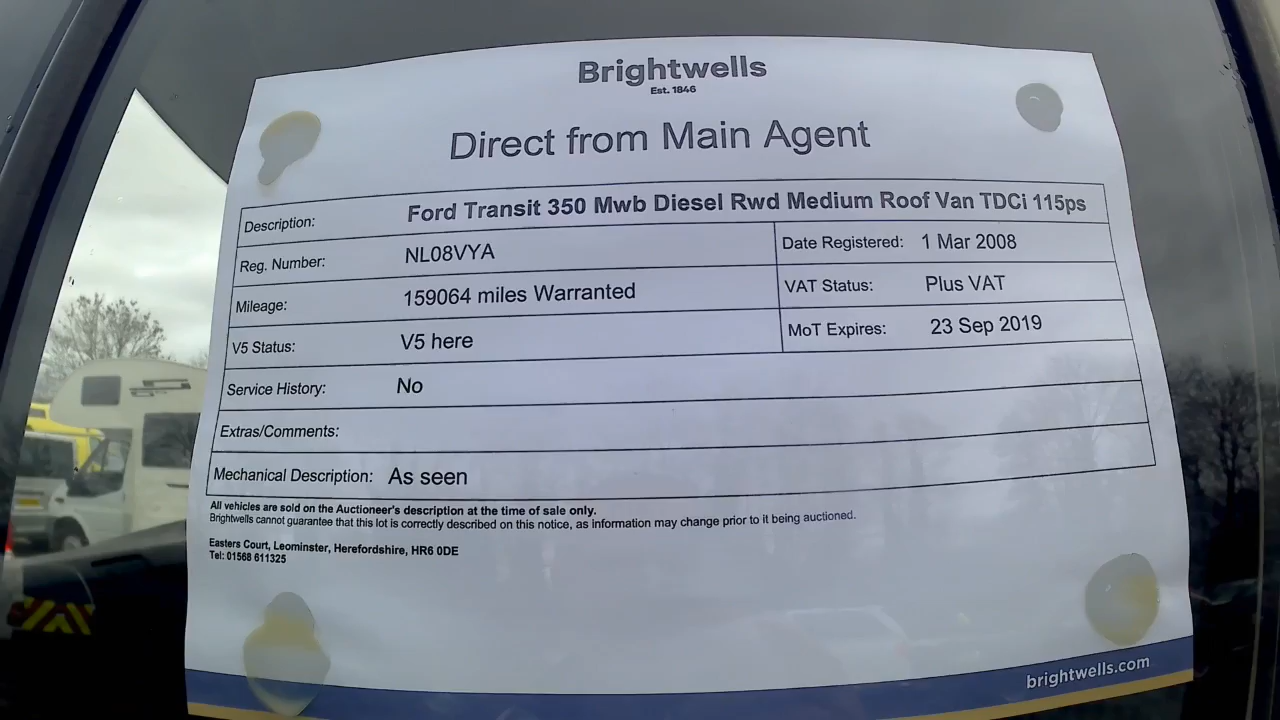 Brightwells
Est. 1846
Direct from Main Agent
Description: Ford Transit 350 Mwb Diesel Rwd Medium Roof Van TDCi 115ps
Reg. Number: NL08VYA Date Registered: 1 Mar 2008
Mileage: 159064 miles Warranted VAT Status: Plus VAT
V5 Status: V5 here MoT Expires: 23 Sep 2019
Service History: No
Extras/Comments:
Mechanical Description: As seen
All vehicles are sold on the Auctioneer's description at the time of sale only.
Brightwells cannot guarantee that this lot is correctly described on this notice, as information may change prior to it being auctioned.
Easters Court, Leominster, Herefordshire, HR6 0DE
Tel: 01568 611325
brightwells.com